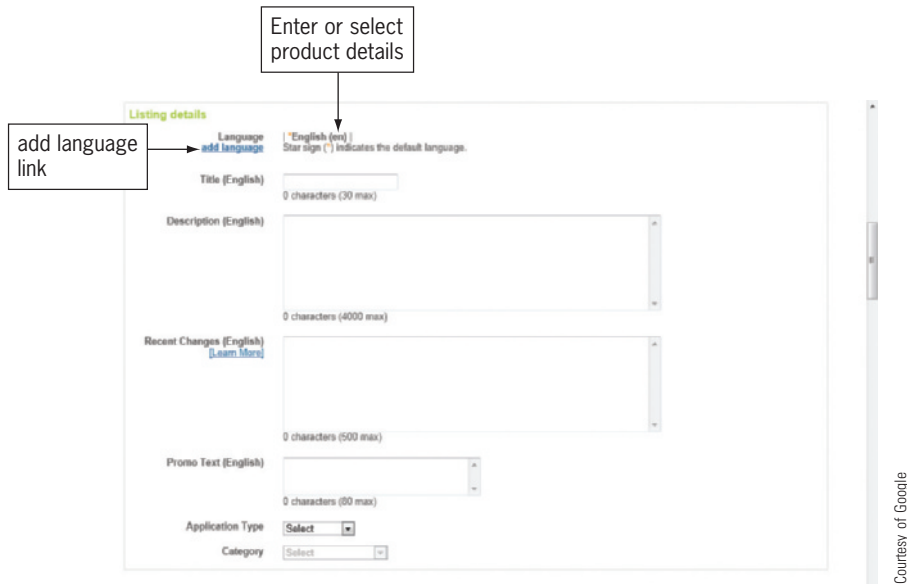 Enter or select
product details
add language
link
Listing details
Language | *English (en) |
add language Star sign (*) indicates the default language.
Title (English)
0 characters (30 max)
Description (English)
0 characters (4000 max)
Recent Changes (English)
[Learn More]
0 characters (500 max)
Promo Text (English)
0 characters (80 max)
Application Type Select
Category Select
Courtesy of Google